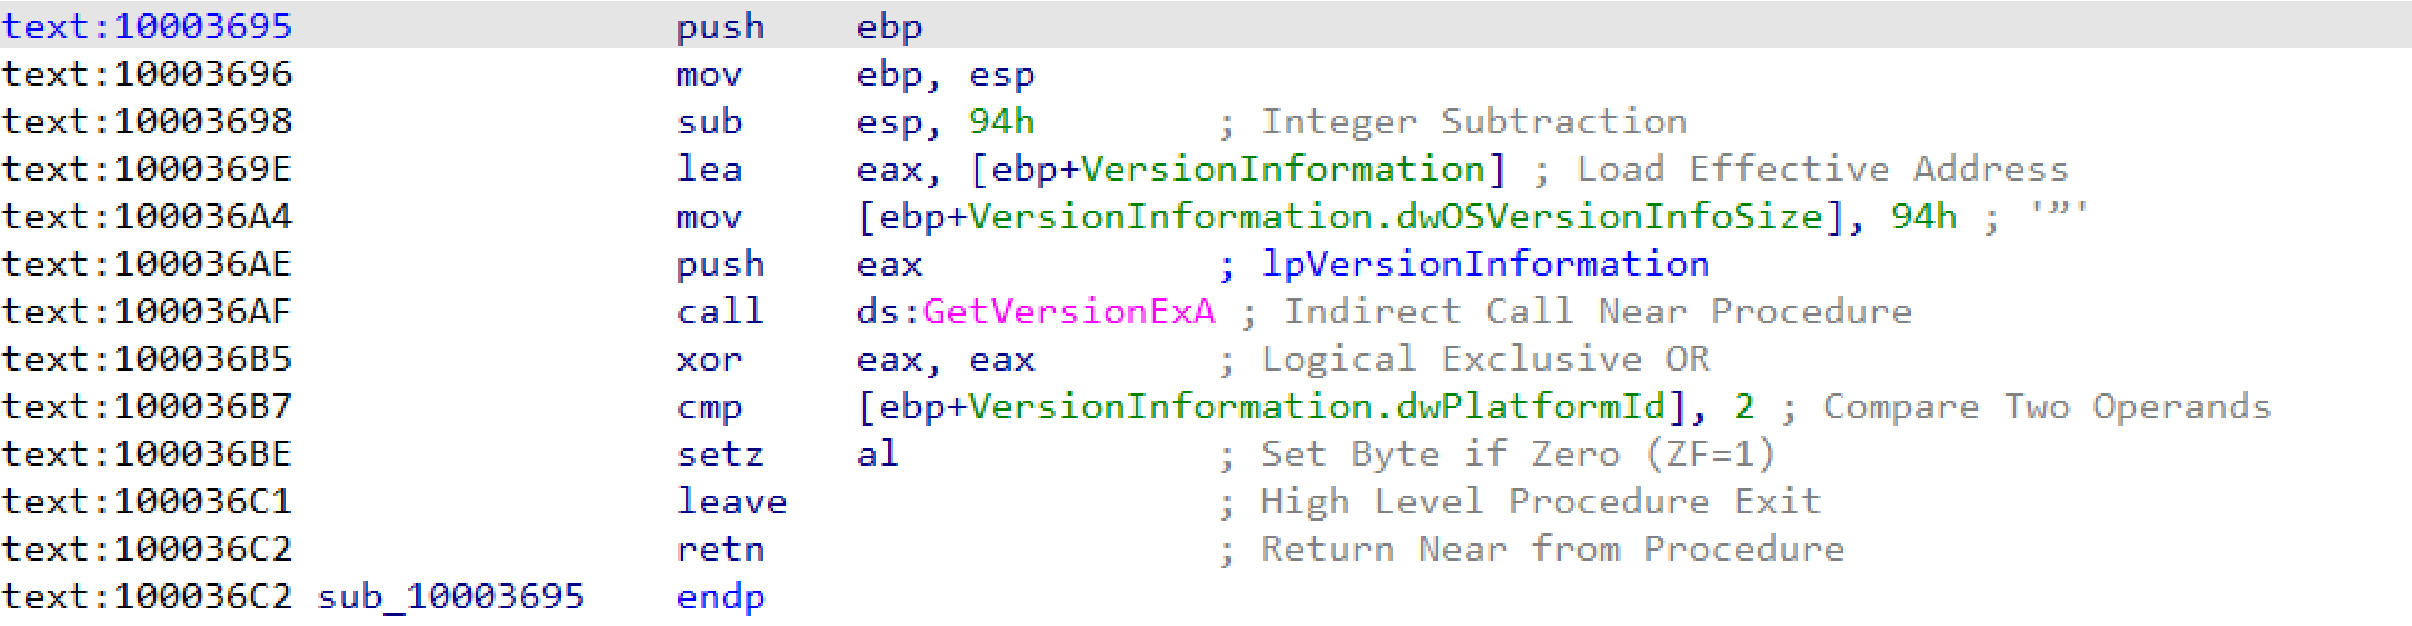 text:10003695 push ebp
text:10003696 mov ebp, esp
text:10003698 sub esp, 94h ; Integer Subtraction
text:1000369E lea eax, [ebp+VersionInformation] ; Load Effective Address
text:100036A4 mov [ebp+VersionInformation.dwOSVersionInfoSize], 94h ; '”'
text:100036AE push eax ; lpVersionInformation
text:100036AF call ds:GetVersionExA ; Indirect Call Near Procedure
text:100036B5 xor eax, eax ; Logical Exclusive OR
text:100036B7 cmp [ebp+VersionInformation.dwPlatformId], 2 ; Compare Two Operands
text:100036BE setz al ; Set Byte if Zero (ZF=1)
text:100036C1 leave ; High Level Procedure Exit
text:100036C2 retn ; Return Near from Procedure
text:100036C2 sub_10003695 endp